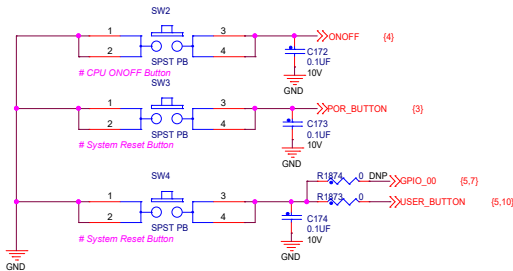 SW2
1 3 ONOFF {4}
2 4
C172
SPST PB 0.1UF
# CPU ONOFF Button 10V
SW3 GND
1 3 POR_BUTTON {3}
2 4 C173
SPST PB 0.1UF
# System Reset Button 10V
GND
R1874 0 DNP GPIO_00 {5,7}
SW4
1 3 R1873 0 USER_BUTTON {5,10}
2 4 C174
SPST PB 0.1UF
# System Reset Button 10V
GND GND